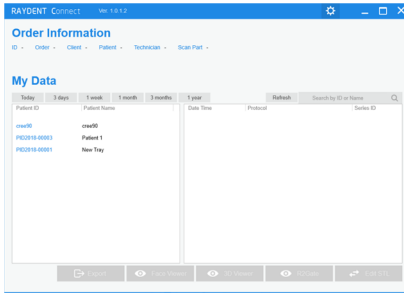 RAYDENT Connect Ver. 1.0.1.2
Order Information
ID - Order - Client - Patient - Technician - Scan Part -
My Data
Today 3 days 1 week 1 month 3 months 1 year Refresh Search by ID or Name
Patient ID Patient Name Date Time Protocol Series ID
cree90 cree90
PID2018-00003 Patient 1
PID2018-00001 New Tray
Export Face Viewer 3D Viewer Edit STL